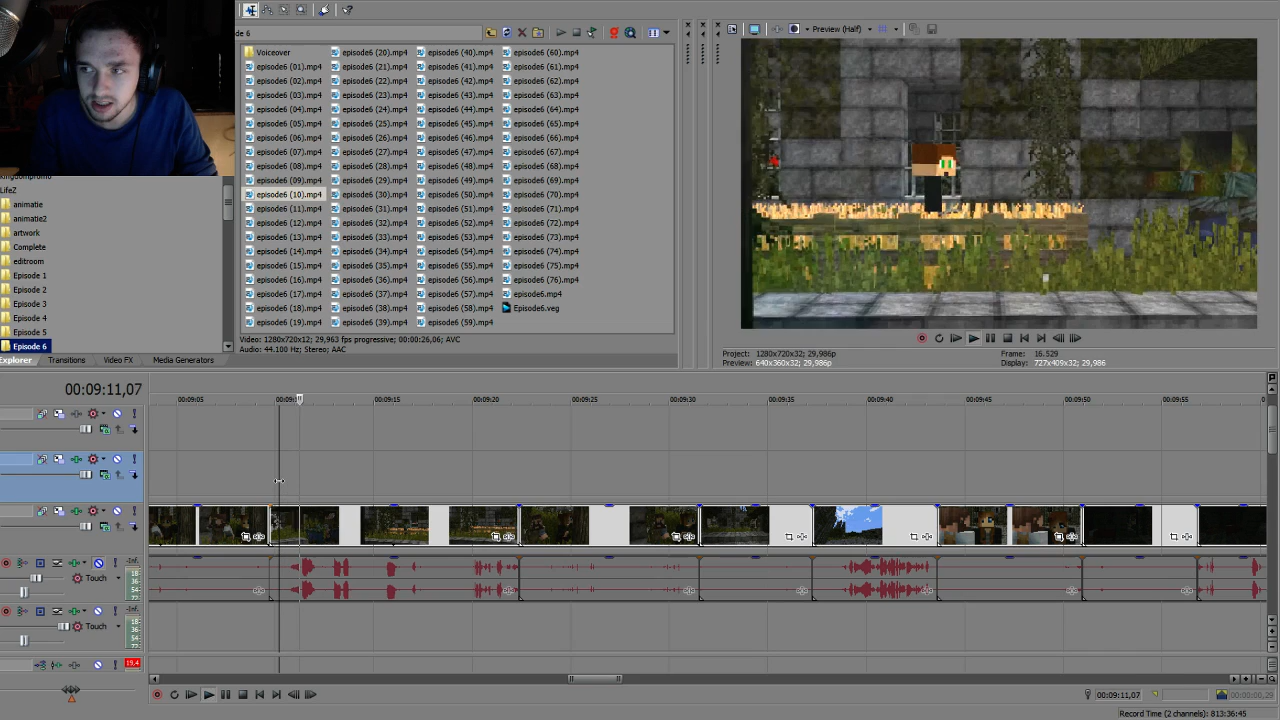 de 6
Preview (Half)
Voiceover
episode6 (20).mp4
episode6 (40).mp4
episode6 (60).mp4
episode6 (01).mp4
episode6 (21).mp4
episode6 (41).mp4
episode6 (61).mp4
episode6 (02).mp4
episode6 (22).mp4
episode6 (42).mp4
episode6 (62).mp4
episode6 (03).mp4
episode6 (23).mp4
episode6 (43).mp4
episode6 (63).mp4
episode6 (04).mp4
episode6 (24).mp4
episode6 (44).mp4
episode6 (64).mp4
episode6 (05).mp4
episode6 (25).mp4
episode6 (45).mp4
episode6 (65).mp4
episode6 (06).mp4
episode6 (26).mp4
episode6 (46).mp4
episode6 (66).mp4
episode6 (07).mp4
episode6 (27).mp4
episode6 (47).mp4
episode6 (67).mp4
episode6 (08).mp4
episode6 (28).mp4
episode6 (48).mp4
episode6 (68).mp4
episode6 (09).mp4
episode6 (29).mp4
episode6 (49).mp4
episode6 (69).mp4
episode6 (10).mp4
episode6 (30).mp4
episode6 (50).mp4
episode6 (70).mp4
episode6 (11).mp4
episode6 (31).mp4
episode6 (51).mp4
episode6 (71).mp4
episode6 (12).mp4
episode6 (32).mp4
episode6 (52).mp4
episode6 (72).mp4
episode6 (13).mp4
episode6 (34).mp4
episode6 (53).mp4
episode6 (73).mp4
episode6 (14).mp4
episode6 (33).mp4
episode6 (54).mp4
episode6 (74).mp4
episode6 (15).mp4
episode6 (35).mp4
episode6 (55).mp4
episode6 (75).mp4
episode6 (16).mp4
episode6 (36).mp4
episode6 (56).mp4
episode6 (76).mp4
episode6 (17).mp4
episode6 (37).mp4
episode6 (57).mp4
episode6.mp4
episode6 (18).mp4
episode6 (38).mp4
episode6 (58).mp4
Episode6.veg
episode6 (19).mp4
episode6 (39).mp4
episode6 (59).mp4
LifeZ
animatie
animatie2
artwork
Complete
editroom
Episode 1
Episode 2
Episode 3
Episode 4
Episode 5
Episode 6
Video: 1280x720x12; 29,963 fps progressive; 00:00:26,06; AVC
Audio: 44.100 Hz; Stereo; AAC
Explorer
Transitions
Video FX
Media Generators
Project: 1280x720x32; 29,986p
Preview: 640x360x32; 29,986p
Frame: 16.529
Display: 727x409x32; 29,986
00:09:11,07
00:09:05
00:09:15
00:09:20
00:09:25
00:09:30
00:09:35
00:09:40
00:09:45
00:09:50
00:09:55
-Inf.
Touch
18
36
54
72
-Inf.
Touch
18
36
54
72
19,4
00:09:11,07
00:00:00,29
Record Time (2 channels): 813:36:45